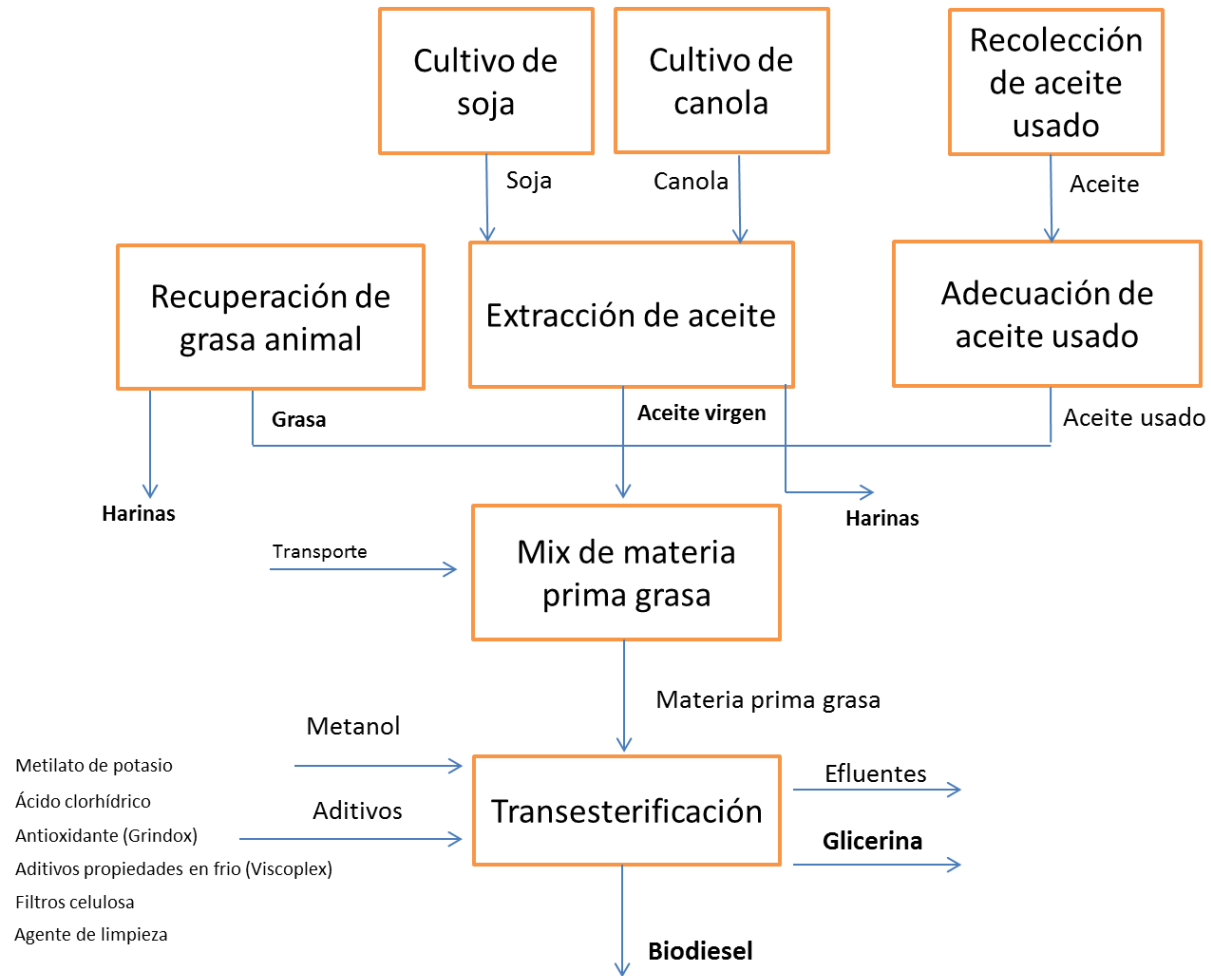 Cultivo de
soja
Cultivo de
canola
Recolección
de aceite
usado
Soja
Canola
Aceite
Recuperación de
grasa animal
Extracción de aceite
Adecuación de
aceite usado
Grasa
Aceite virgen
Aceite usado
Harinas
Harinas
Transporte
Mix de materia
prima grasa
Materia prima grasa
Metanol
Metilato de potasio
Ácido clorhídrico
Antioxidante (Grindox)
Aditivos propiedades en frio (Viscoplex)
Filtros celulosa
Agente de limpieza
Aditivos
Transesterificación
Efluentes
Glicerina
Biodiesel